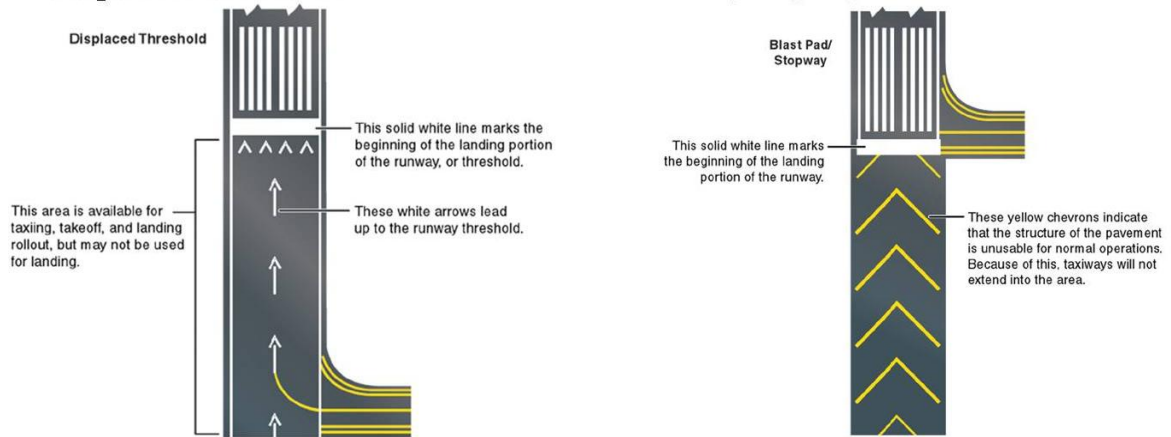 Displaced Threshold
This solid white line marks the
beginning of the landing portion
of the runway, or threshold.
This area is available for
taxiing, takeoff, and landing
rollout, but may not be used
for landing.
These white arrows lead
up to the runway threshold.
Blast Pad/
Stopway
This solid white line marks
the beginning of the landing
portion of the runway.
These yellow chevrons indicate
that the structure of the pavement
is unusable for normal operations.
Because of this, taxiways will not
extend into the area.